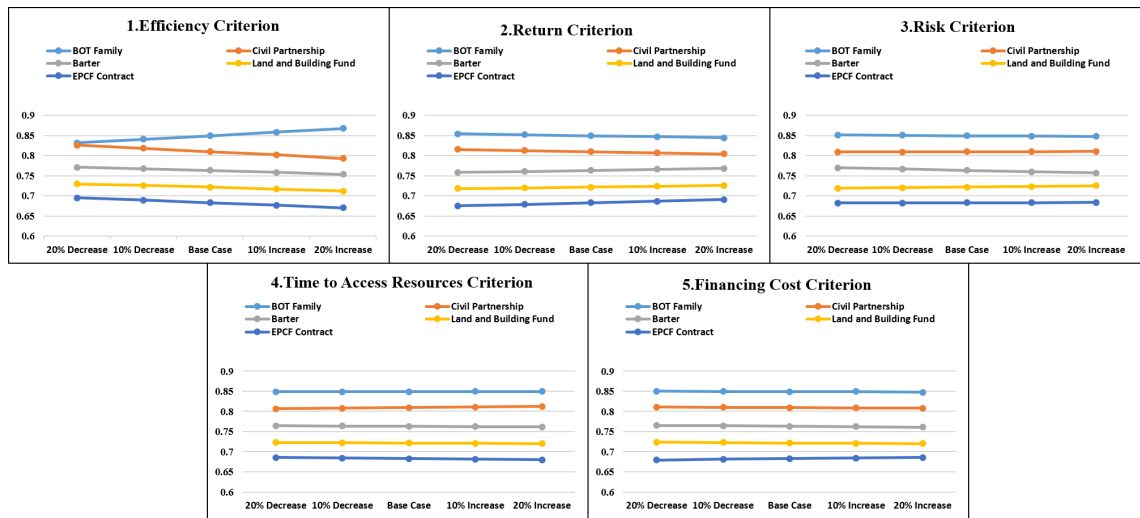 1.Efficiency Criterion
BOT Family
Civil Partnership
Barter
Land and Building Fund
EPCF Contract
0.9
0.85
0.8
0.75
0.7
0.65
0.6
20% Decrease 10% Decrease Base Case 10% Increase 20% Increase
2.Return Criterion
BOT Family
Civil Partnership
Barter
Land and Building Fund
EPCF Contract
0.9
0.85
0.8
0.75
0.7
0.65
0.6
20% Decrease 10% Decrease Base Case 10% Increase 20% Increase
3.Risk Criterion
BOT Family
Civil Partnership
Barter
Land and Building Fund
EPCF Contract
0.9
0.85
0.8
0.75
0.7
0.65
0.6
20% Decrease 10% Decrease Base Case 10% Increase 20% Increase
4.Time to Access Resources Criterion
BOT Family
Civil Partnership
Barter
Land and Building Fund
EPCF Contract
0.9
0.85
0.8
0.75
0.7
0.65
0.6
20% Decrease 10% Decrease Base Case 10% Increase 20% Increase
5.Financing Cost Criterion
BOT Family
Civil Partnership
Barter
Land and Building Fund
EPCF Contract
0.9
0.85
0.8
0.75
0.7
0.65
0.6
20% Decrease 10% Decrease Base Case 10% Increase 20% Increase